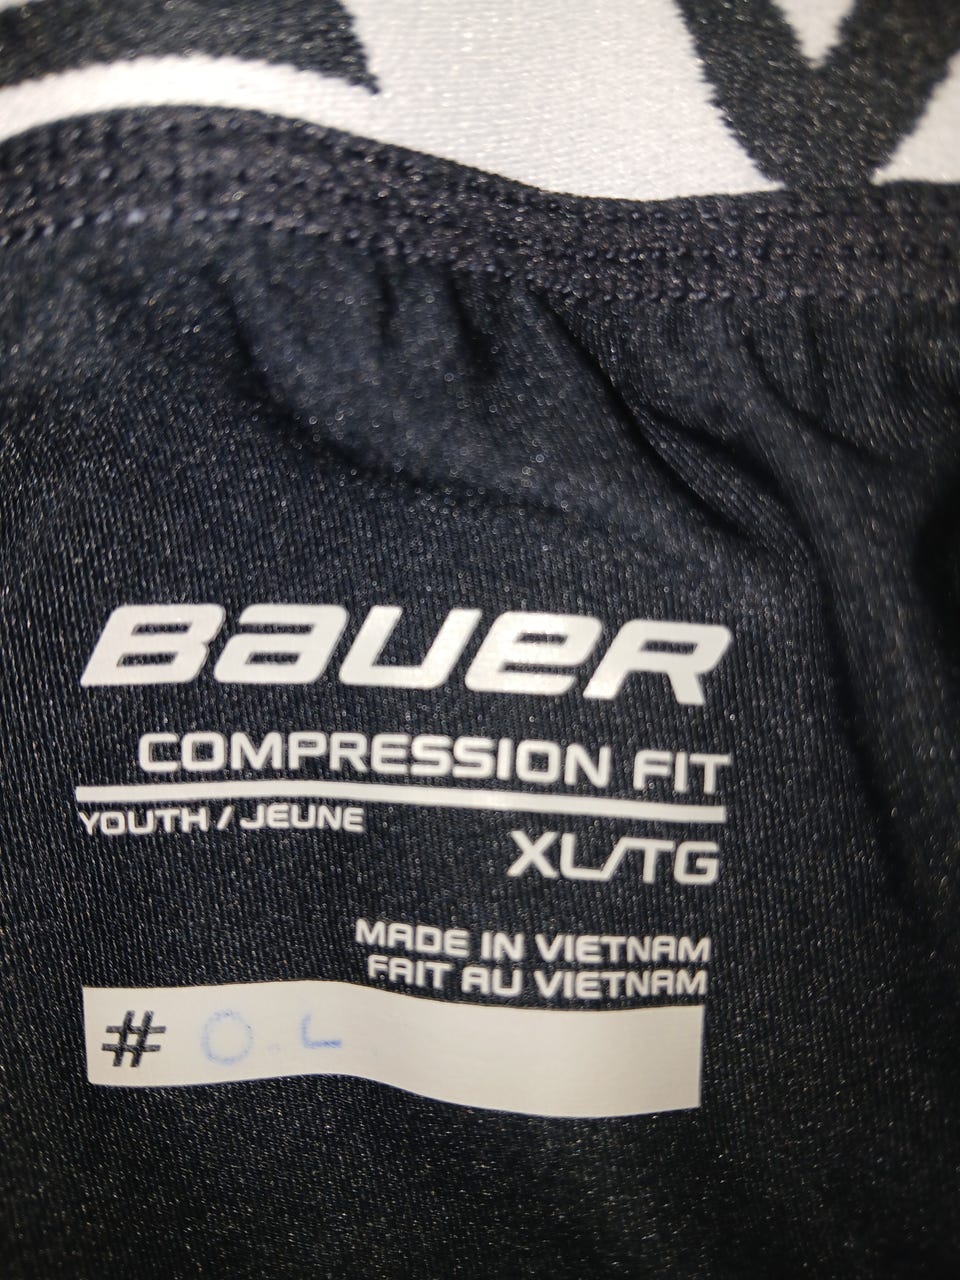 BAUER
COMPRESSION FIT
YOUTH / JEUNE
XL/TG
MADE IN VIETNAM
FAIT AU VIETNAM
# O. L